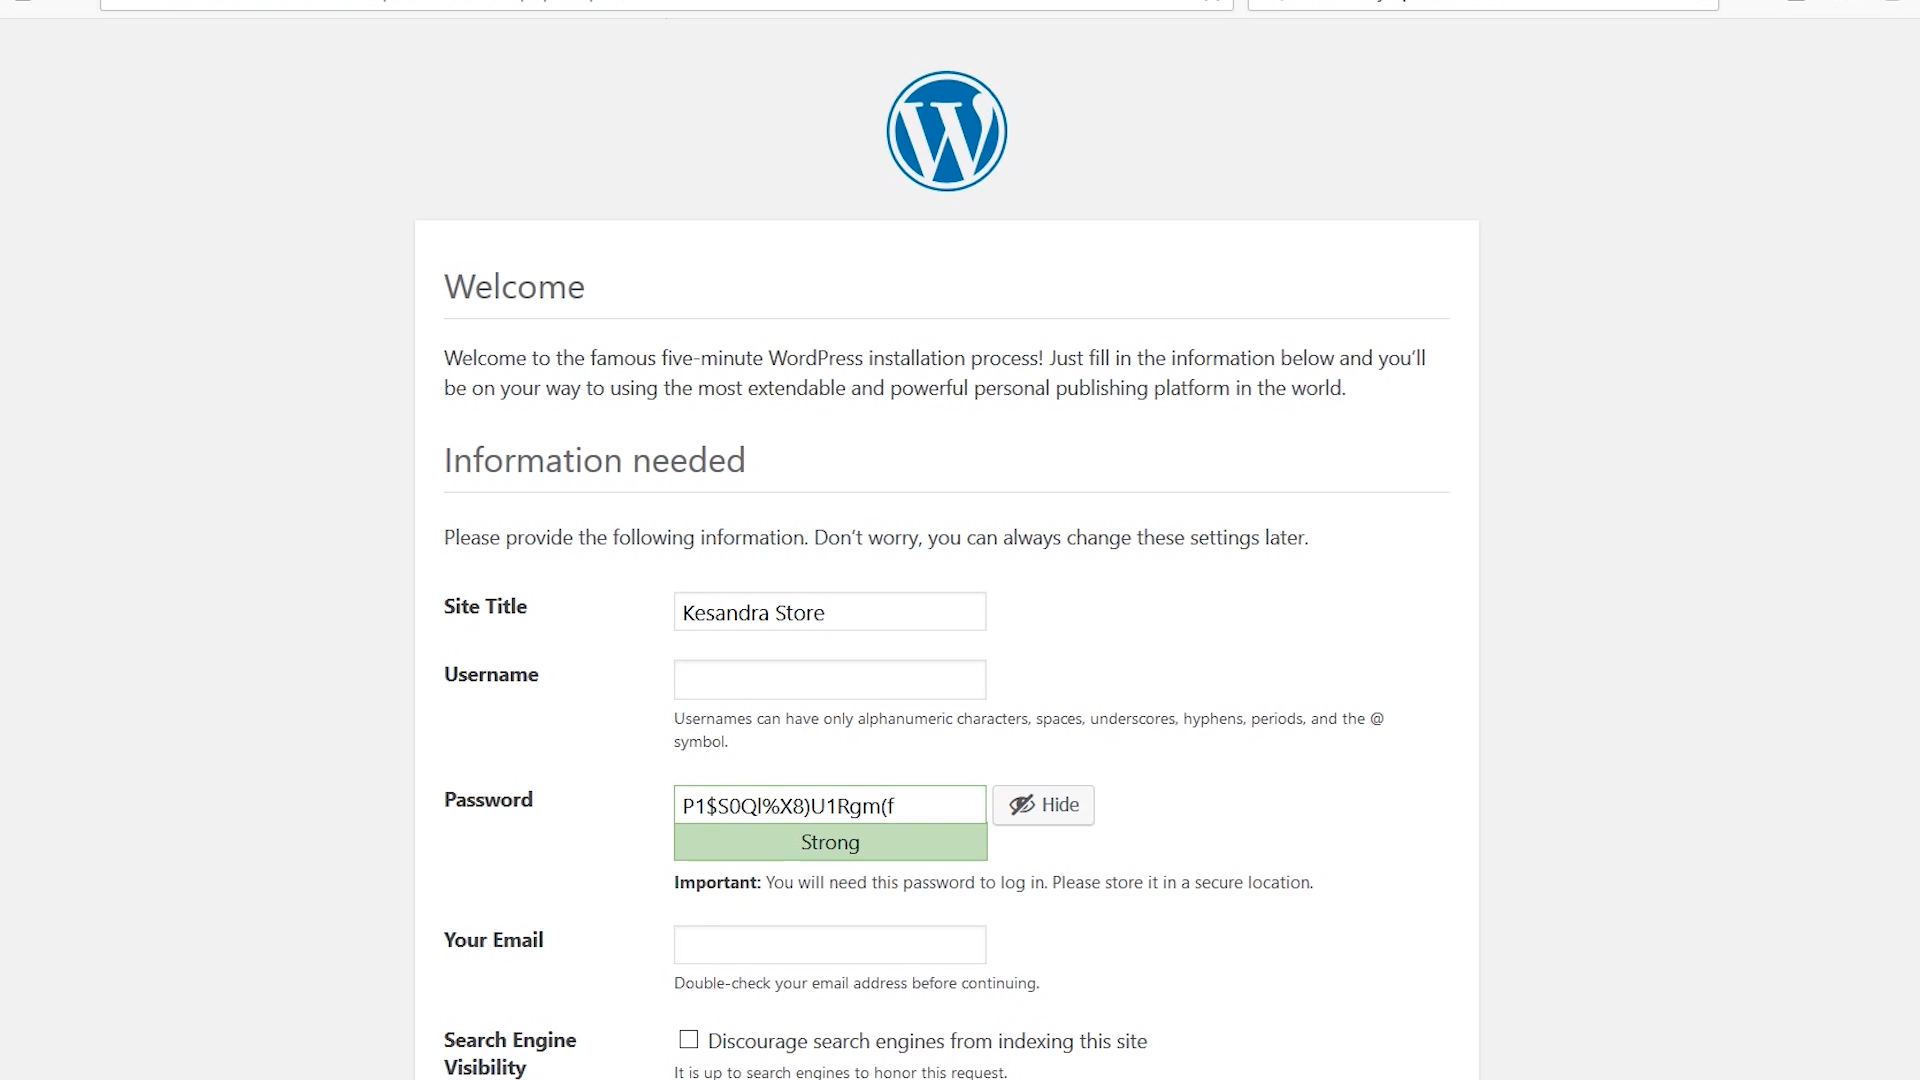 Welcome
Welcome to the famous five-minute WordPress installation process! Just fill in the information below and you’ll
be on your way to using the most extendable and powerful personal publishing platform in the world.
Information needed
Please provide the following information. Don’t worry, you can always change these settings later.
Site Title
Kesandra Store
Username
Usernames can have only alphanumeric characters, spaces, underscores, hyphens, periods, and the @
symbol.
Password
P1$S0Ql%X8)U1Rgm(f
Hide
Strong
Important: You will need this password to log in. Please store it in a secure location.
Your Email
Double-check your email address before continuing.
Search Engine
Visibility
Discourage search engines from indexing this site
It is up to search engines to honor this request.